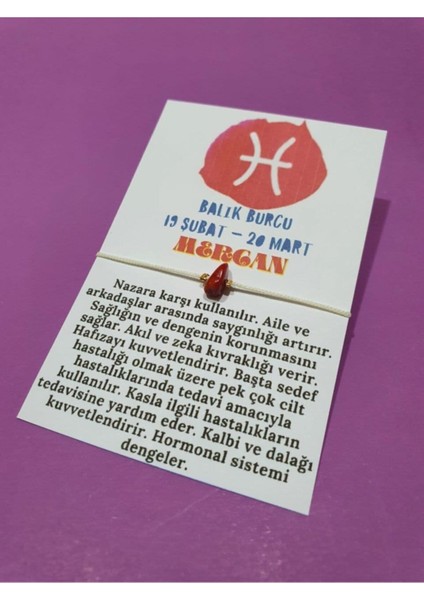 BALIK BURCU
19 ŞUBAT – 20 MART
MERCAN
Nazara karşı kullanılır. Aile ve
arkadaşlar arasında saygınlığı artırır.
Sağlığın ve dengenin korunmasını
sağlar. Akıl ve zeka kıvraklığı verir.
Hafızayı kuvvetlendirir. Başta sedef
hastalığı olmak üzere pek çok cilt
hastalıklarında tedavi amacıyla
kullanılır. Kasla ilgili hastalıkların
tedavisine yardım eder. Kalbi ve dalağı
kuvvetlendirir. Hormonal sistemi
dengeler.